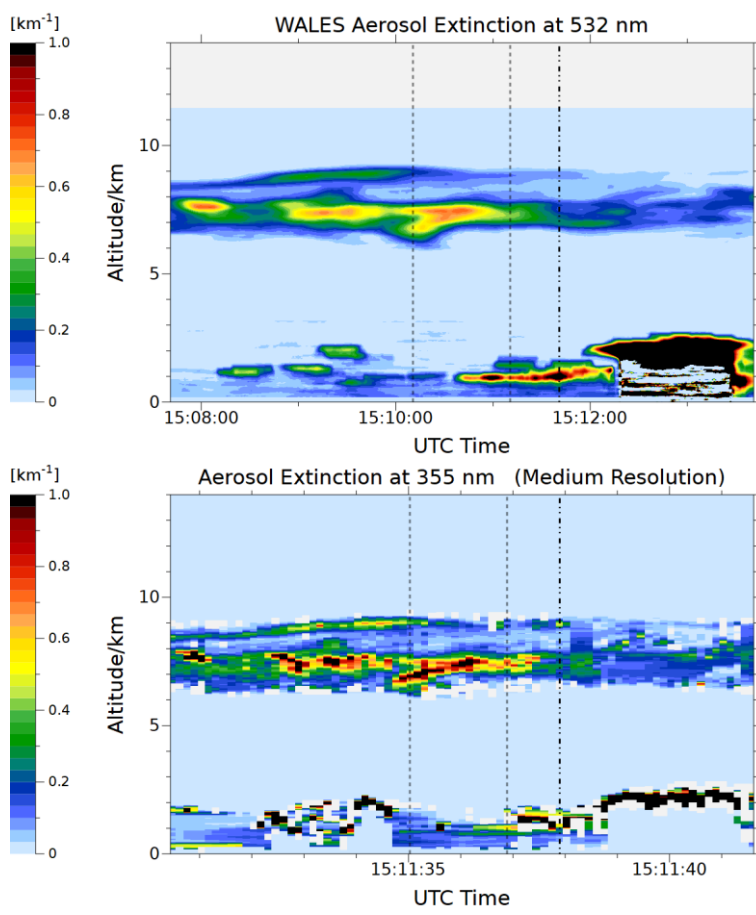 [km⁻¹]
WALES Aerosol Extinction at 532 nm
1.0
0.8
0.6
0.4
0.2
0
Altitude/km
10
5
0
15:08:00 15:10:00 15:12:00
UTC Time
[km⁻¹]
Aerosol Extinction at 355 nm (Medium Resolution)
1.0
0.8
0.6
0.4
0.2
0
Altitude/km
10
5
0
15:11:35 15:11:40
UTC Time